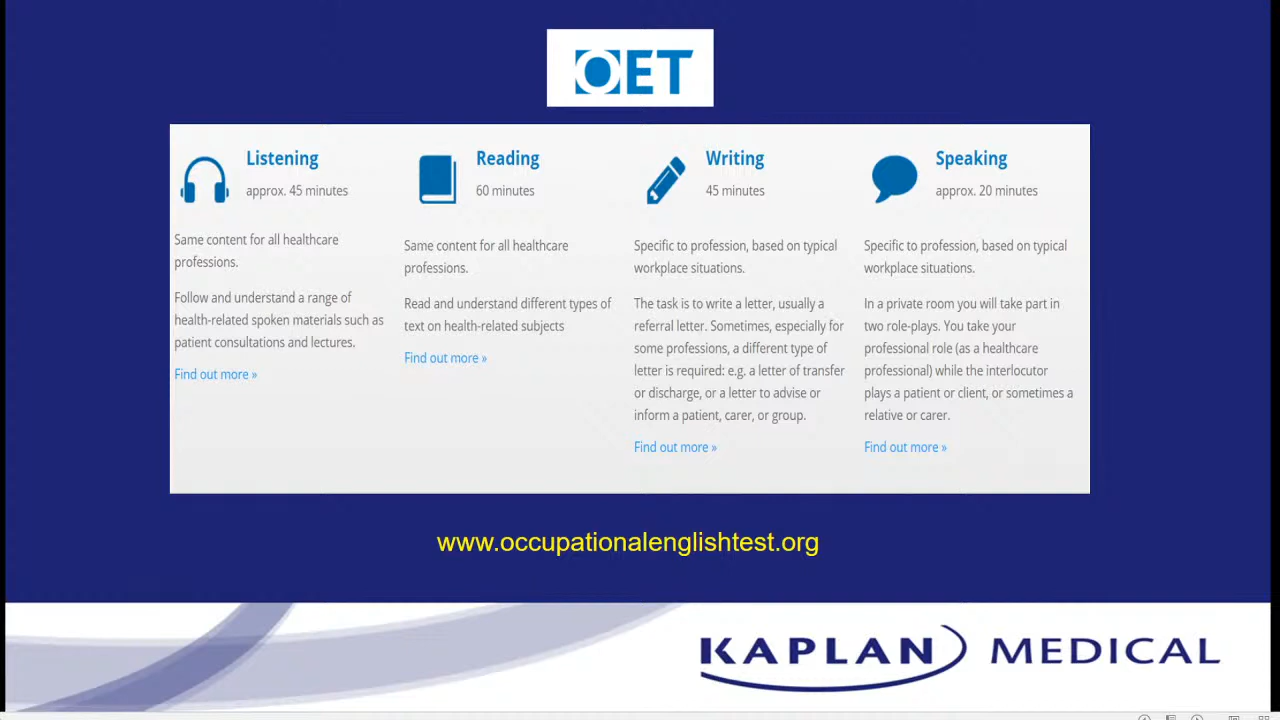 OET
Listening
approx. 45 minutes
Same content for all healthcare
professions.
Follow and understand a range of
health-related spoken materials such as
patient consultations and lectures.
Find out more »
Reading
60 minutes
Same content for all healthcare
professions.
Read and understand different types of
text on health-related subjects
Find out more »
Writing
45 minutes
Specific to profession, based on typical
workplace situations.
The task is to write a letter, usually a
referral letter. Sometimes, especially for
some professions, a different type of
letter is required: e.g. a letter of transfer
or discharge, or a letter to advise or
inform a patient, carer, or group.
Find out more »
Speaking
approx. 20 minutes
Specific to profession, based on typical
workplace situations.
In a private room you will take part in
two role-plays. You take your
professional role (as a healthcare
professional) while the interlocutor
plays a patient or client, or sometimes a
relative or carer.
Find out more »
www.occupationalenglishtest.org
KAPLAN MEDICAL